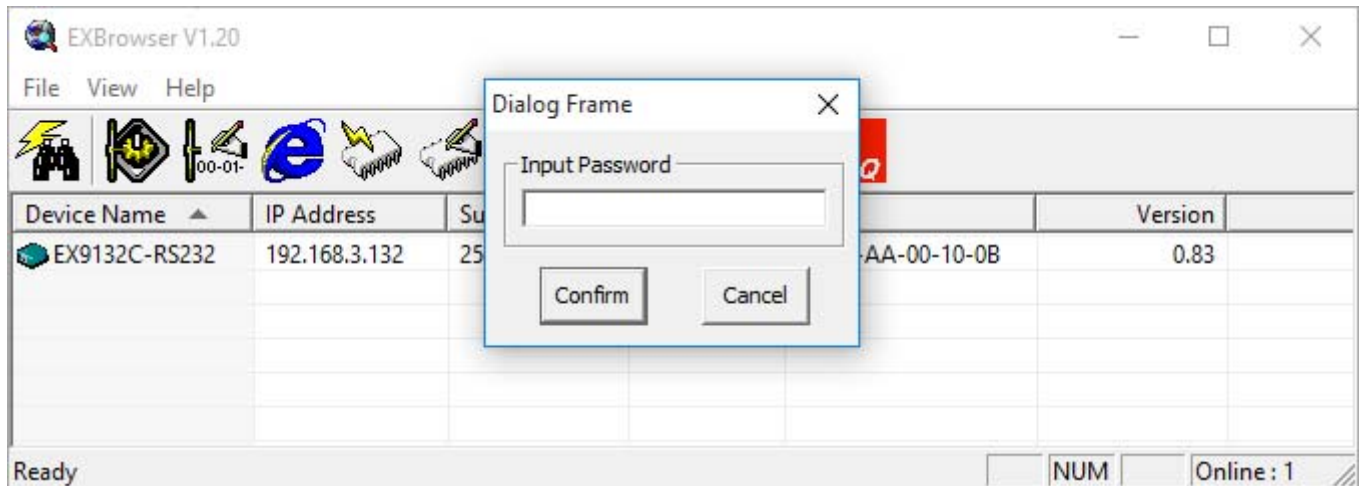 EXBrowser V1.20
File View Help
Dialog Frame
Input Password
Confirm Cancel
00-01-
Q
Device Name IP Address Su Version
EX9132C-RS232 192.168.3.132 25 -AA-00-10-0B 0.83
Ready NUM Online : 1